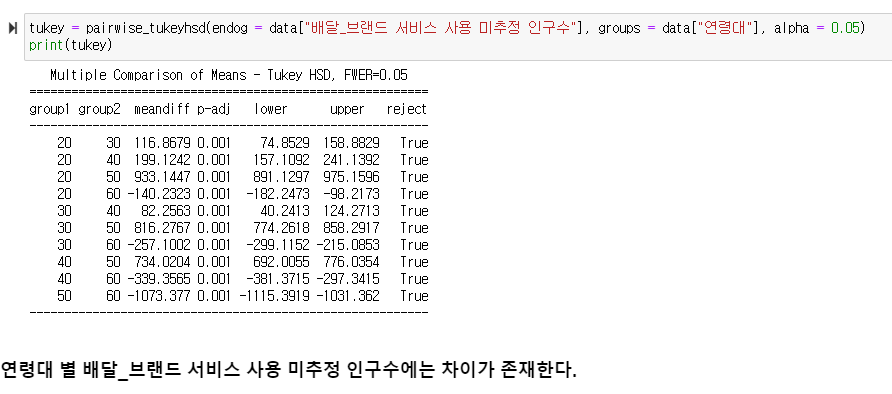 tukey = pairwise_tukeyhsd(endog = data["배달_브랜드 서비스 사용 미추정 인구수"], groups = data["연령대"], alpha = 0.05)
print(tukey)
Multiple Comparison of Means - Tukey HSD, FWER=0.05
=========================================================
group1 group2 meandiff p-adj lower upper reject
---------------------------------------------------------
20 30 116.8679 0.001 74.8529 158.8829 True
20 40 199.1242 0.001 157.1092 241.1392 True
20 50 933.1447 0.001 891.1297 975.1596 True
20 60 -140.2323 0.001 -182.2473 -98.2173 True
30 40 82.2563 0.001 40.2413 124.2713 True
30 50 816.2767 0.001 774.2618 858.2917 True
30 60 -257.1002 0.001 -299.1152 -215.0853 True
40 50 734.0204 0.001 692.0055 776.0354 True
40 60 -339.3565 0.001 -381.3715 -297.3415 True
50 60 -1073.377 0.001 -1115.3919 -1031.362 True
---------------------------------------------------------
연령대 별 배달_브랜드 서비스 사용 미추정 인구수에는 차이가 존재한다.